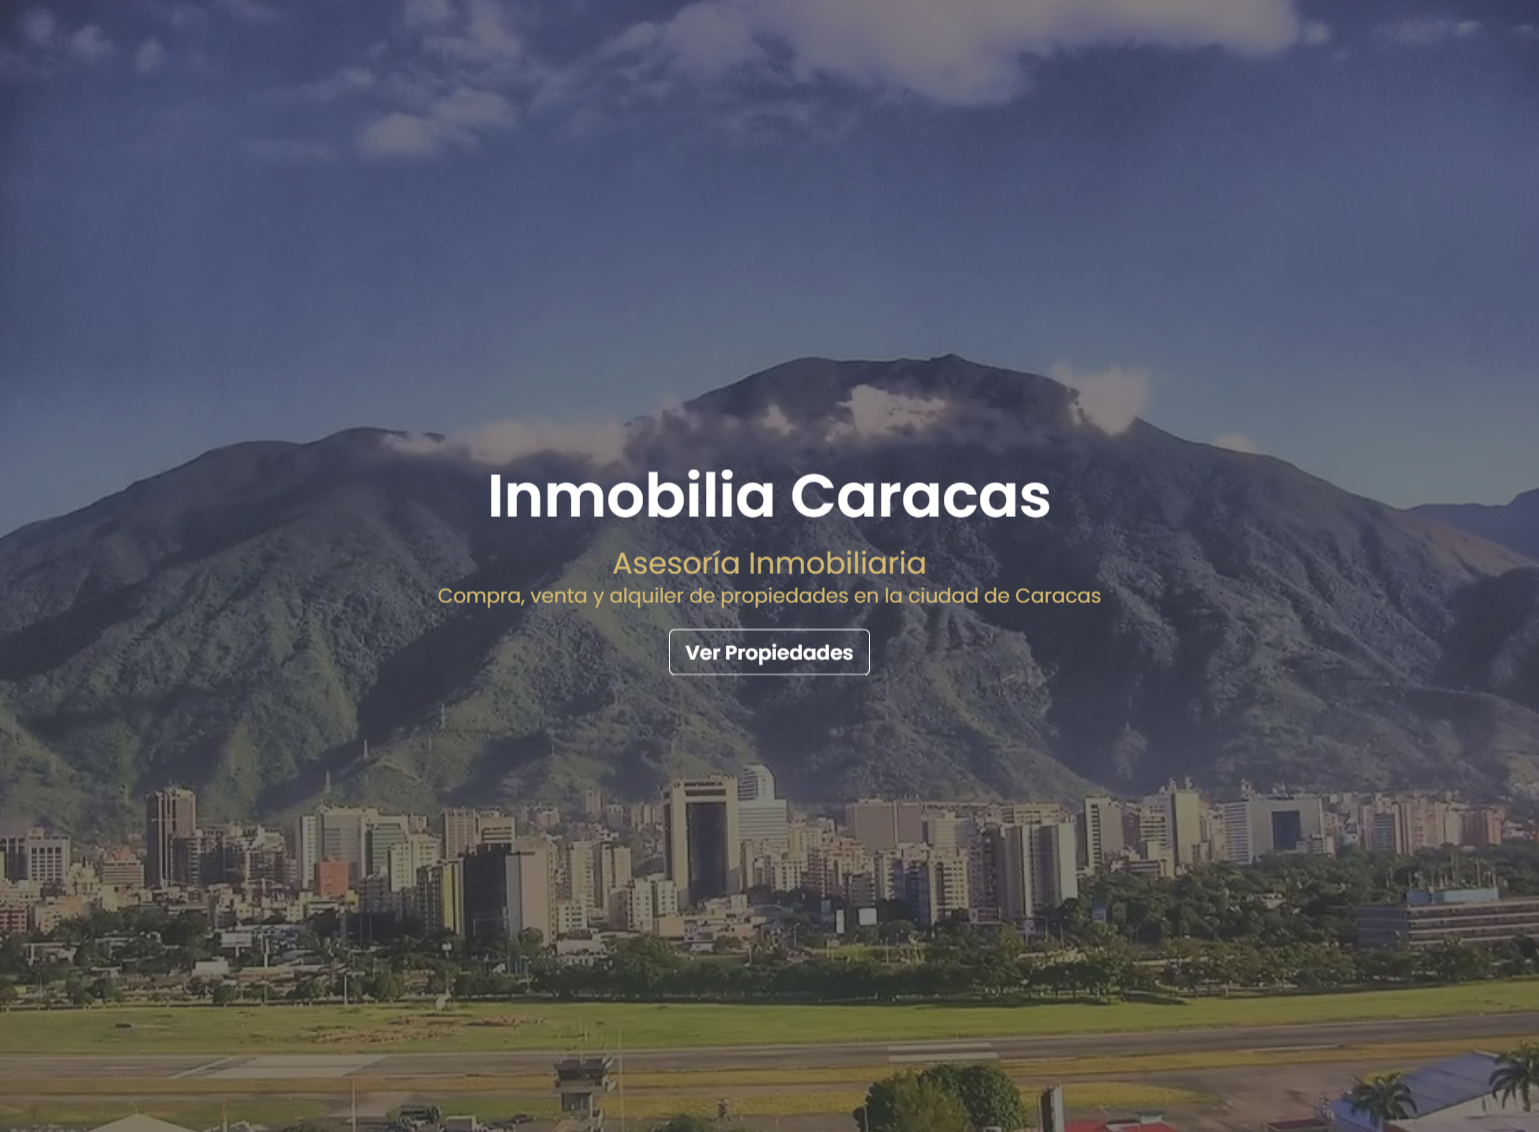 Inmobilia Caracas
Asesoría Inmobiliaria
Compra, venta y alquiler de propiedades en la ciudad de Caracas
Ver Propiedades